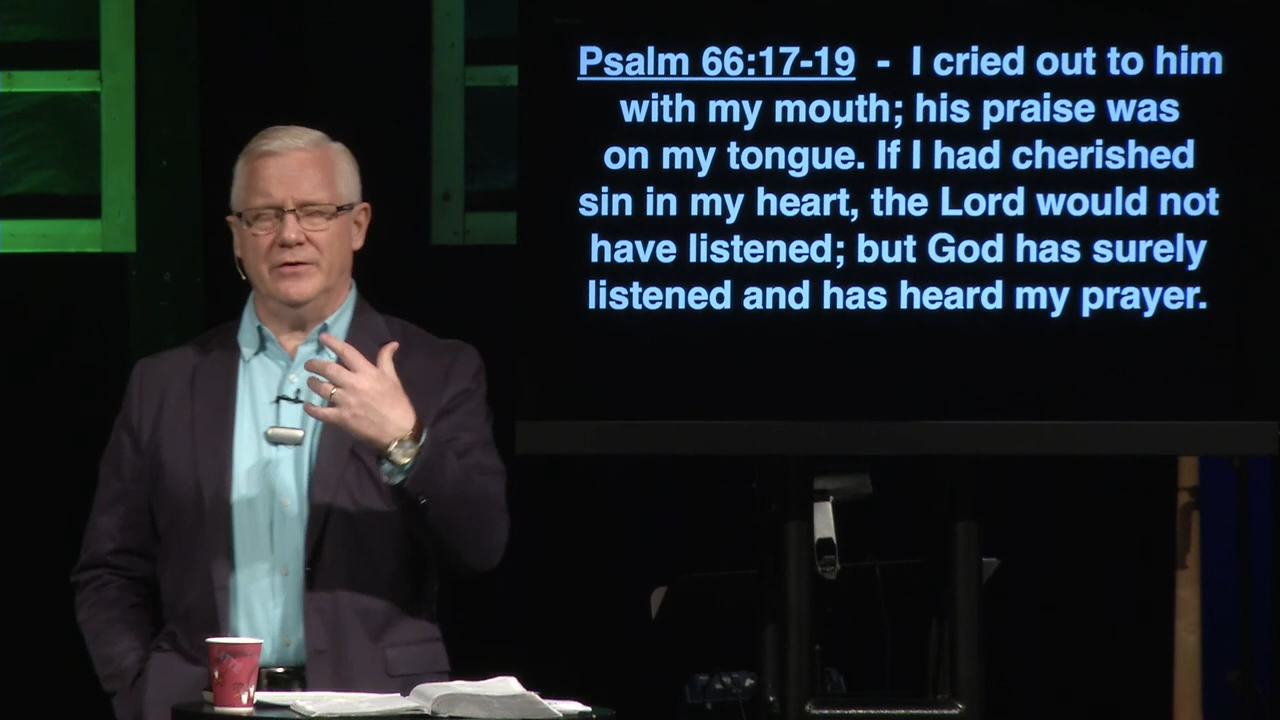 Psalm 66:17-19 - I cried out to him
with my mouth; his praise was
on my tongue. If I had cherished
sin in my heart, the Lord would not
have listened; but God has surely
listened and has heard my prayer.